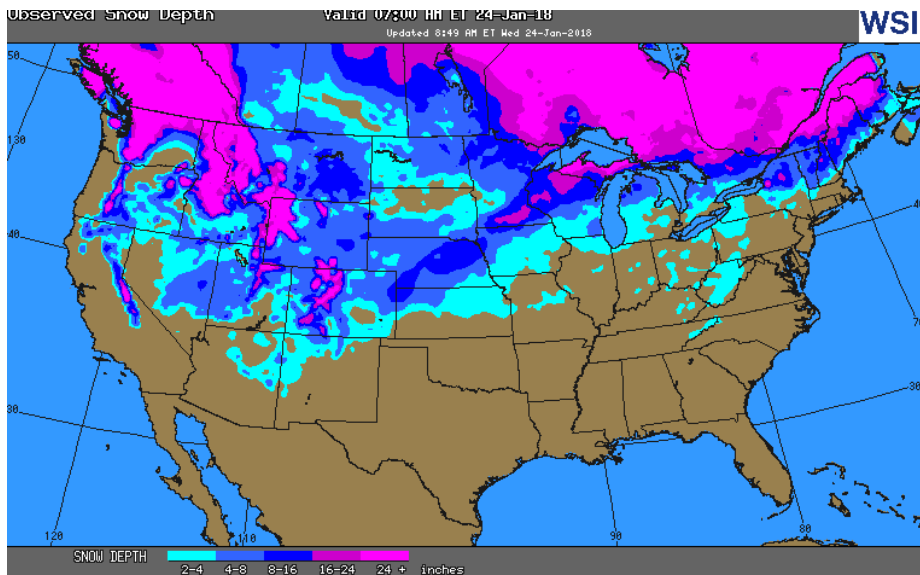 Observed Snow Depth Valid 07:00 AM ET 24-Jan-18
WSI
Updated 8:49 AM ET Wed 24-Jan-2018
50
130
40
40
30
30
120
110
90
80
SNOW DEPTH
2-4 4-8 8-16 16-24 24 + inches